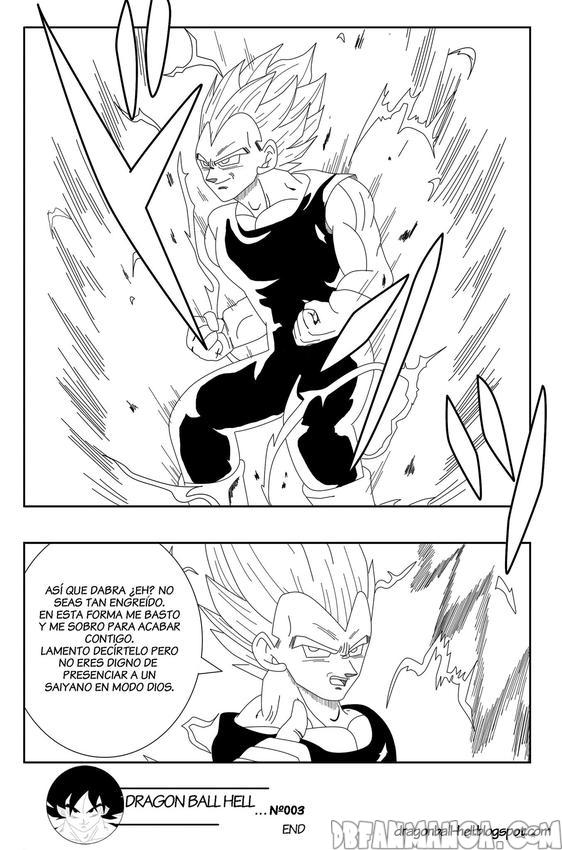 ASÍ QUE DABRA ¿EH? NO
SEAS TAN ENGREÍDO.
EN ESTA FORMA ME BASTO
Y ME SOBRO PARA ACABAR
CONTIGO.
LAMENTO DECÍRTELO PERO
NO ERES DIGNO DE
PRESENCIAR A UN
SAIYANO EN MODO DIOS.
DRAGON BALL HELL
...Nº003
END
DBFANMANGA.COM
dragonball-hell.blogspot.com